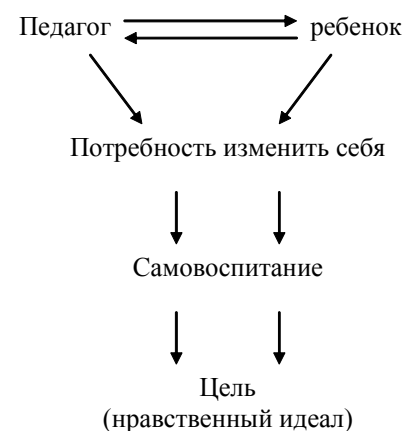 Педагог ребенок
Потребность изменить себя
Самовоспитание
Цель
(нравственный идеал)